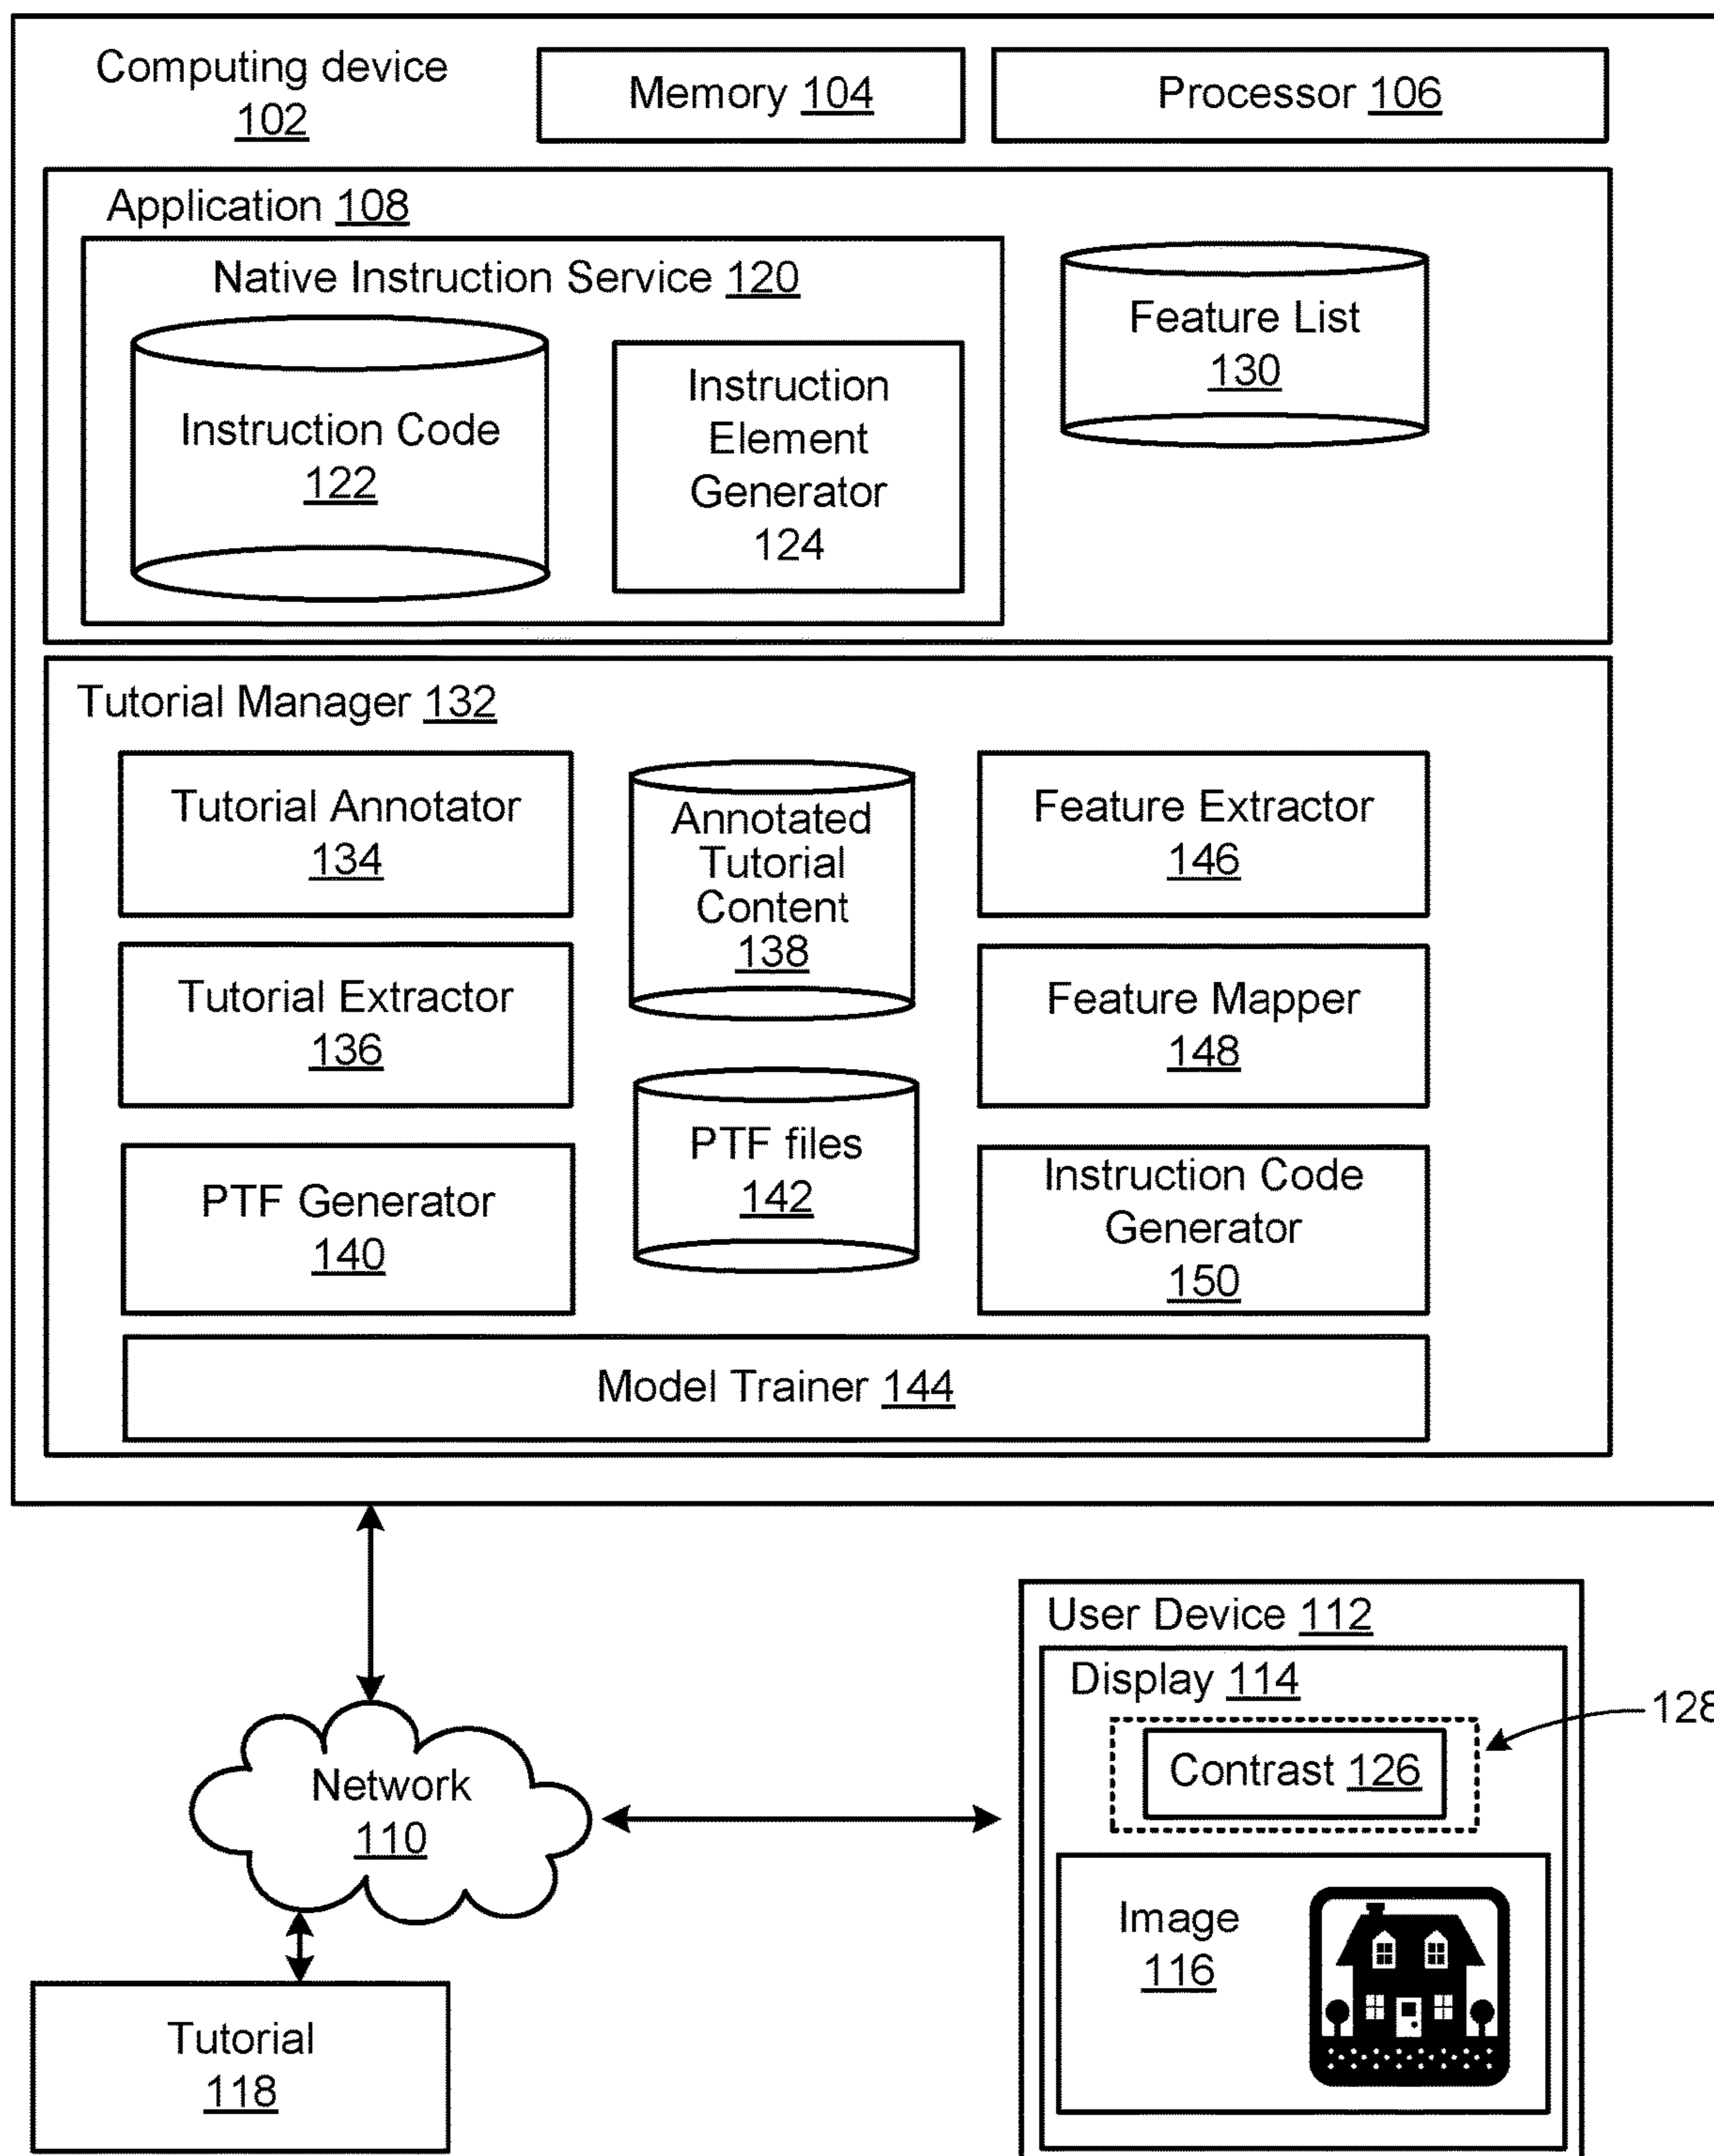 Computing device
102
Memory 104
Processor 106
Application 108
Native Instruction Service 120
Instruction Code
122
Instruction
Element
Generator
124
Feature List
130
Tutorial Manager 132
Tutorial Annotator
134
Annotated
Tutorial
Content
138
Feature Extractor
146
Tutorial Extractor
136
Feature Mapper
148
PTF Generator
140
PTF files
142
Instruction Code
Generator
150
Model Trainer 144
Network
110
Tutorial
118
User Device 112
Display 114
Contrast 126
128
Image
116